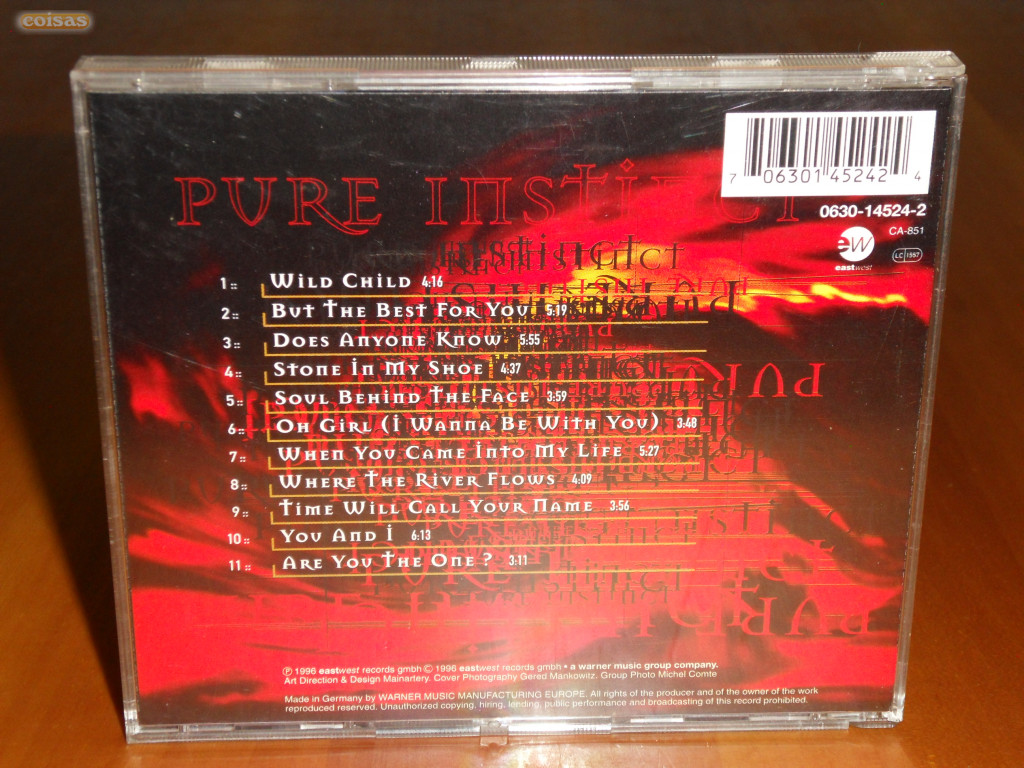 coisas
7 06301 45242 4
PURE INSTINCT
0630-14524-2
CA-851
ew
eastwest
LC 1557
1:: WILD CHILD 4:16
2:: BUT THE BEST FOR YOU 5:19
3:: DOES ANYONE KNOW 5:55
4:: STONE IN MY SHOE 4:37
5:: SOUL BEHIND THE FACE 3:59
6:: OH GIRL (I WANNA BE WITH YOU) 3:48
7:: WHEN YOU CAME INTO MY LIFE 5:27
8:: WHERE THE RIVER FLOWS 4:09
9:: TIME WILL CALL YOUR NAME 3:56
10:: YOU AND I 6:13
11:: ARE YOU THE ONE? 3:11
℗ 1996 eastwest records gmbh © 1996 eastwest records gmbh • a warner music group company.
Art Direction & Design Mainartery. Cover Photography Gered Mankowitz. Group Photo Michel Comte
Made in Germany by WARNER MUSIC MANUFACTURING EUROPE. All rights of the producer and of the owner of the work
reproduced reserved. Unauthorized copying, hiring, lending, public performance and broadcasting of this record prohibited.